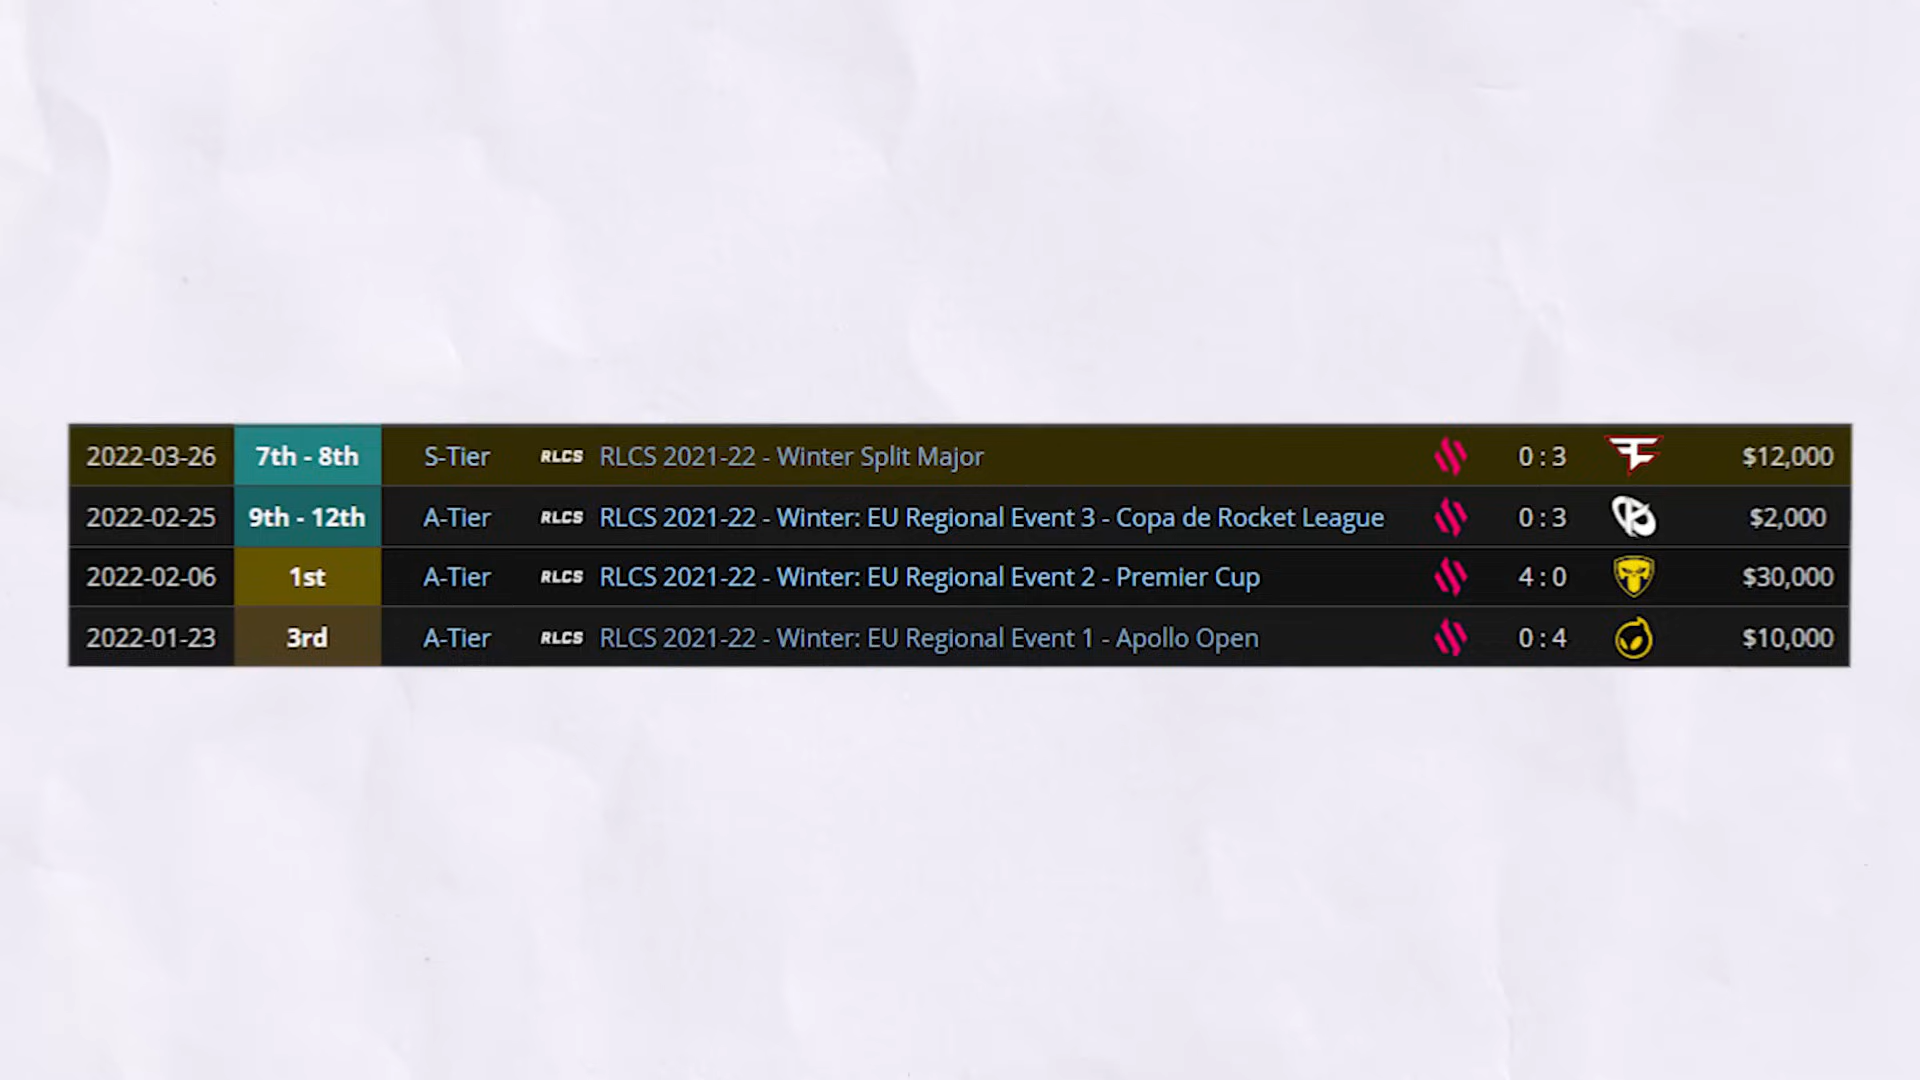 2022-03-26 7th - 8th S-Tier RLCS RLCS 2021-22 - Winter Split Major 0 : 3 $12,000
2022-02-25 9th - 12th A-Tier RLCS RLCS 2021-22 - Winter: EU Regional Event 3 - Copa de Rocket League 0 : 3 $2,000
2022-02-06 1st A-Tier RLCS RLCS 2021-22 - Winter: EU Regional Event 2 - Premier Cup 4 : 0 $30,000
2022-01-23 3rd A-Tier RLCS RLCS 2021-22 - Winter: EU Regional Event 1 - Apollo Open 0 : 4 $10,000